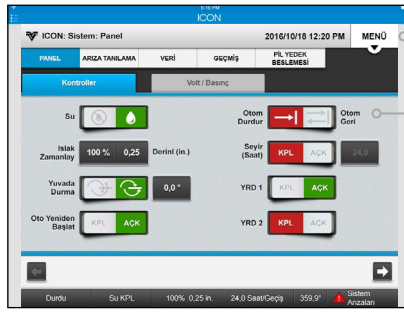 5:18 PM
ICON
ICON: Sistem: Panel 2016/10/18 12:20 PM MENÜ
PANEL ARIZA TANILAMA VERİ GEÇMİŞ PİL YEDEK BESLEMESİ
Kontroller Volt / Basınç
Su
Otom Durdur
Otom Geri
Islak Zamanlay 100 % 0,25 Derinl (in.)
Seyir (Saat) KPL AÇK 24,0
Yuvada Durma 0,0 °
YRD 1 KPL AÇK
Oto Yeniden Başlat KPL AÇK
YRD 2 KPL AÇK
Durdu Su KPL 100% 0.25 in. 24,0 Saat/Geçiş 359,9° Sistem Arızaları